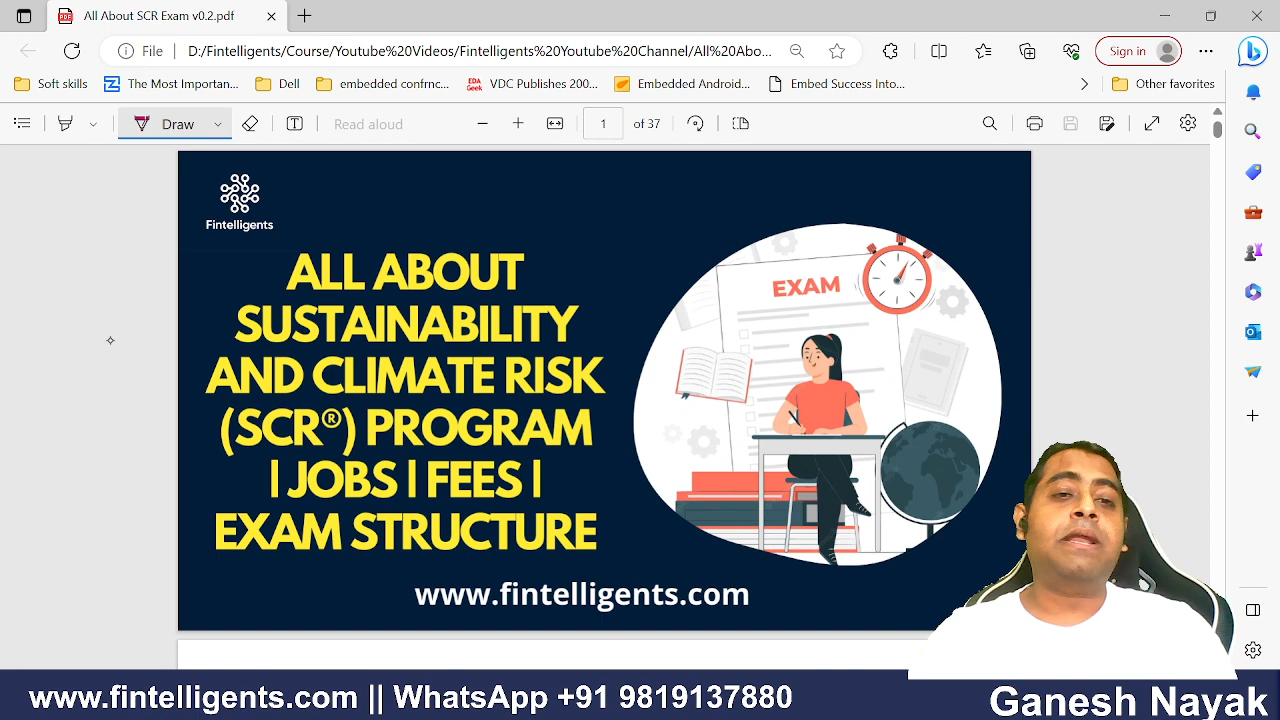 All About SCR Exam v0.2.pdf
File
D:/Fintelligents/Course/Youtube%20Videos/Fintelligents%20Youtube%20Channel/All%20Abo...
Sign in
Soft skills
The Most Importan...
Dell
embedded confrnc...
EDA
Geek
VDC Publishes 200...
Embedded Android...
Embed Success Into...
Other favorites
Draw
Read aloud
1
of 37
Fintelligents
ALL ABOUT
SUSTAINABILITY
AND CLIMATE RISK
(SCR®) PROGRAM
| JOBS | FEES |
EXAM STRUCTURE
EXAM
www.fintelligents.com
www.fintelligents.com || WhatsApp +91 9819137880
Ganesh Nayak